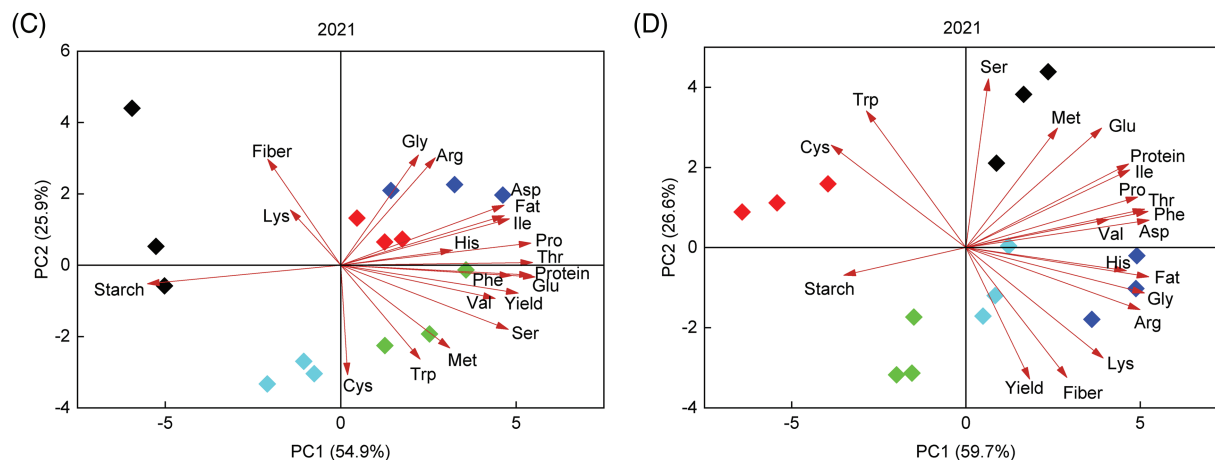 (C)
2021
6
4
2
0
-2
-4
-5
0
5
PC2 (25.9%)
PC1 (54.9%)
Fiber
Gly
Arg
Lys
Asp
Fat
Ile
His
Pro
Thr
Starch
Phe
Protein
Glu
Val
Yield
Ser
Met
Trp
Cys
(D)
2021
4
2
0
-2
-4
-5
0
5
PC2 (26.6%)
PC1 (59.7%)
Ser
Trp
Met
Glu
Cys
Protein
Ile
Pro
Thr
Phe
Val
Asp
His
Fat
Starch
Gly
Arg
Lys
Yield
Fiber